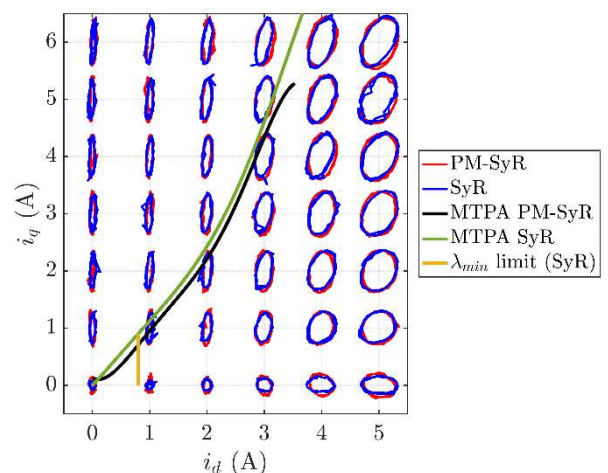 6
5
4
3
2
1
0
i_q (A)
0 1 2 3 4 5
i_d (A)
PM-SyR
SyR
MTPA PM-SyR
MTPA SyR
λ_min limit (SyR)